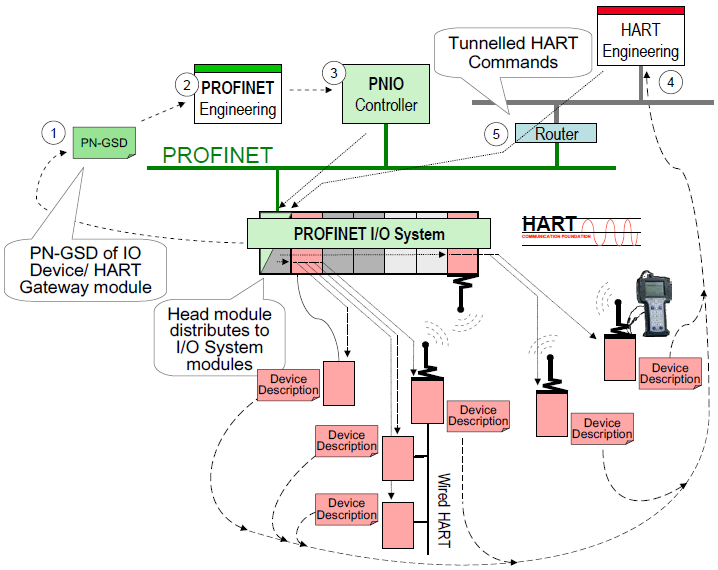 HART
Engineering
Tunnelled HART
Commands
4
3
PNIO
Controller
2
PROFINET
Engineering
1
PN-GSD
5
Router
PROFINET
PN-GSD of IO
Device/ HART
Gateway module
PROFINET I/O System
HART
COMMUNICATION FOUNDATION
Head module
distributes to
I/O System
modules
Device
Description
Device
Description
Device
Description
Device
Description
Device
Description
Device
Description
Wired HART